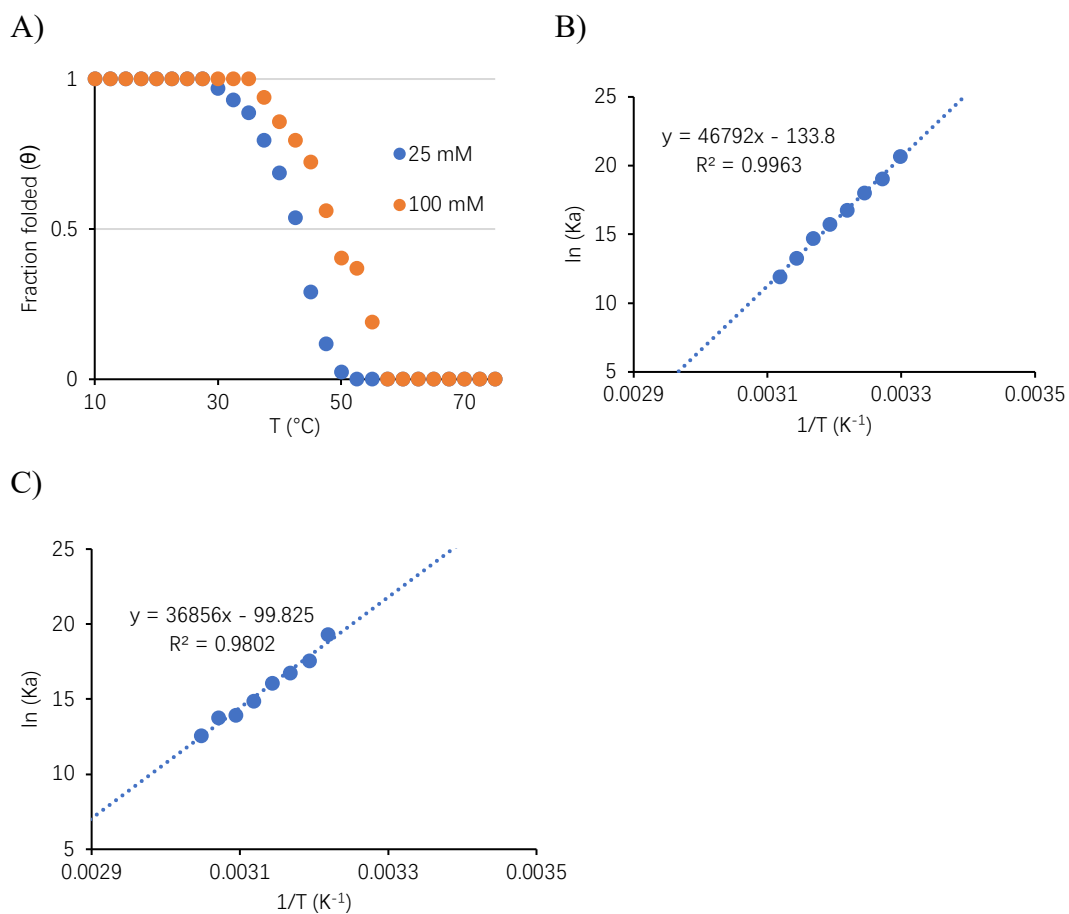 A)
1
0.5
0
Fraction folded (θ)
10
30
50
70
T (°C)
25 mM
100 mM
B)
25
20
15
10
5
ln (Ka)
y = 46792x - 133.8
R² = 0.9963
0.0029
0.0031
0.0033
0.0035
1/T (K⁻¹)
C)
25
20
15
10
5
ln (Ka)
y = 36856x - 99.825
R² = 0.9802
0.0029
0.0031
0.0033
0.0035
1/T (K⁻¹)